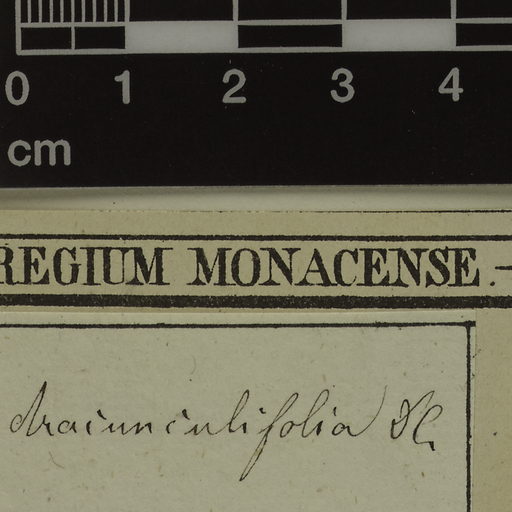 0 1 2 3 4
cm
REGIUM MONACENSE. —
dracunculifolia DC